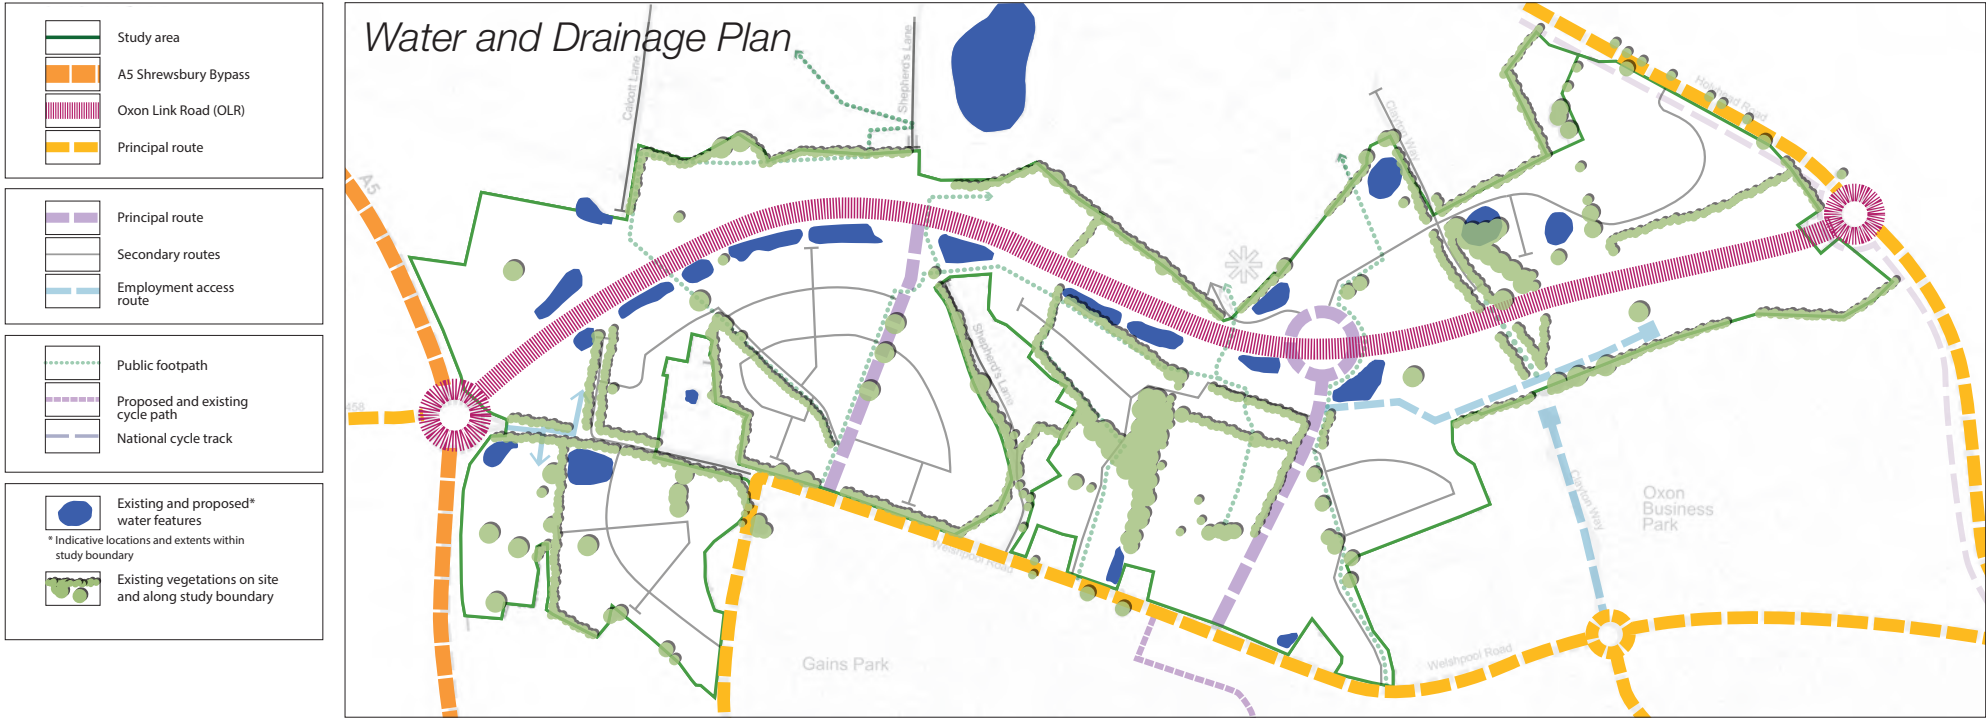 Study area
A5 Shrewsbury Bypass
Oxon Link Road (OLR)
Principal route
Principal route
Secondary routes
Employment access
route
Public footpath
Proposed and existing
cycle path
National cycle track
Existing and proposed*
water features
* Indicative locations and extents within
study boundary
Existing vegetations on site
and along study boundary
Water and Drainage Plan
Calcott Lane
Shepherd's Lane
Clayton Way
Holyhead Road
A5
458
Shepherd's Lane
Welshpool Road
Clayton Way
Oxon
Business
Park
Gains Park
Welshpool Road